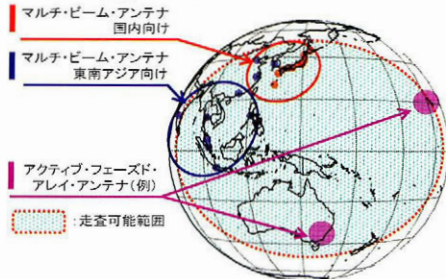 マルチ・ビーム・アンテナ
国内向け
マルチ・ビーム・アンテナ
東南アジア向け
アクティブ・フェーズド・
アレイ・アンテナ(例)
:走査可能範囲